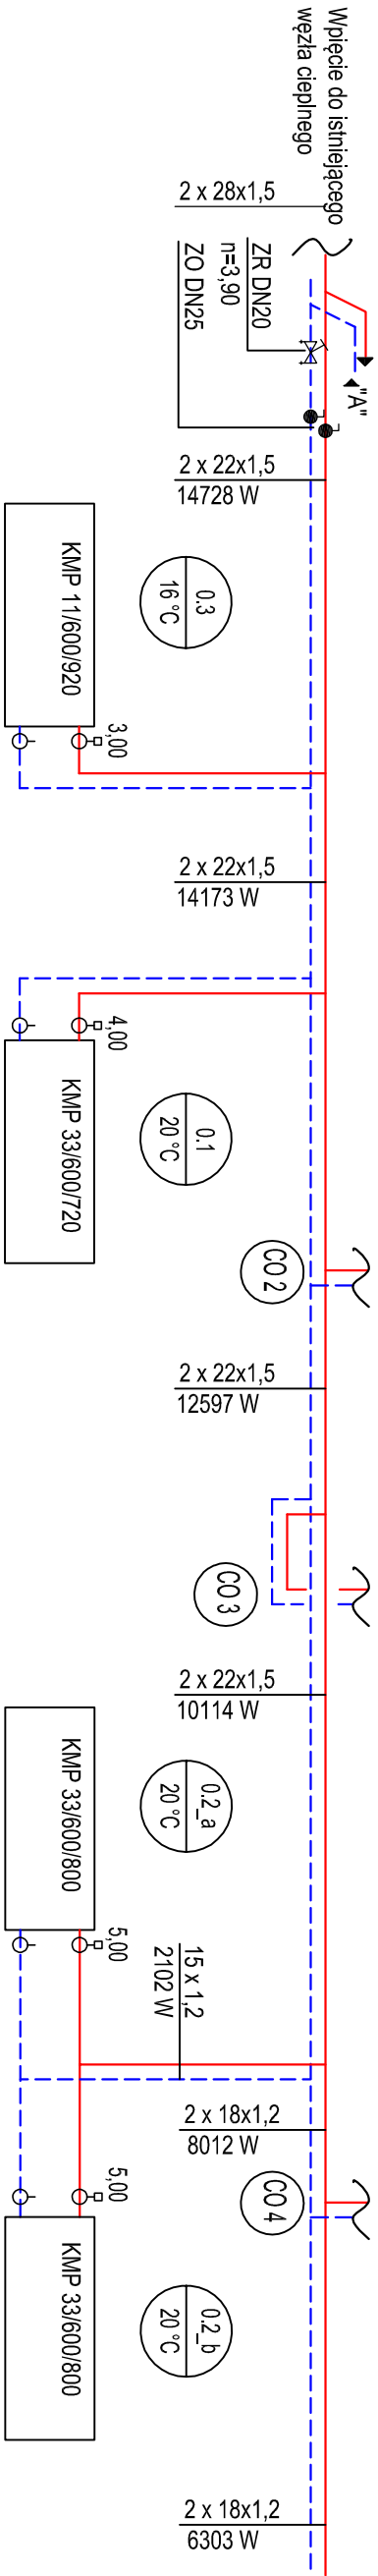 Wpięcie do istniejącego
węzła cieplnego
2 x 28x1,5
ZR DN20
n=3,90
ZO DN25
"A"
2 x 22x1,5
14728 W
0.3
16 °C
KMP 11/600/920
3,00
2 x 22x1,5
14173 W
4,00
KMP 33/600/720
0.1
20 °C
CO 2
2 x 22x1,5
12597 W
CO 3
2 x 22x1,5
10114 W
0.2_a
20 °C
KMP 33/600/800
5,00
15 x 1,2
2102 W
2 x 18x1,2
8012 W
5,00
CO 4
KMP 33/600/800
0.2_b
20 °C
2 x 18x1,2
6303 W